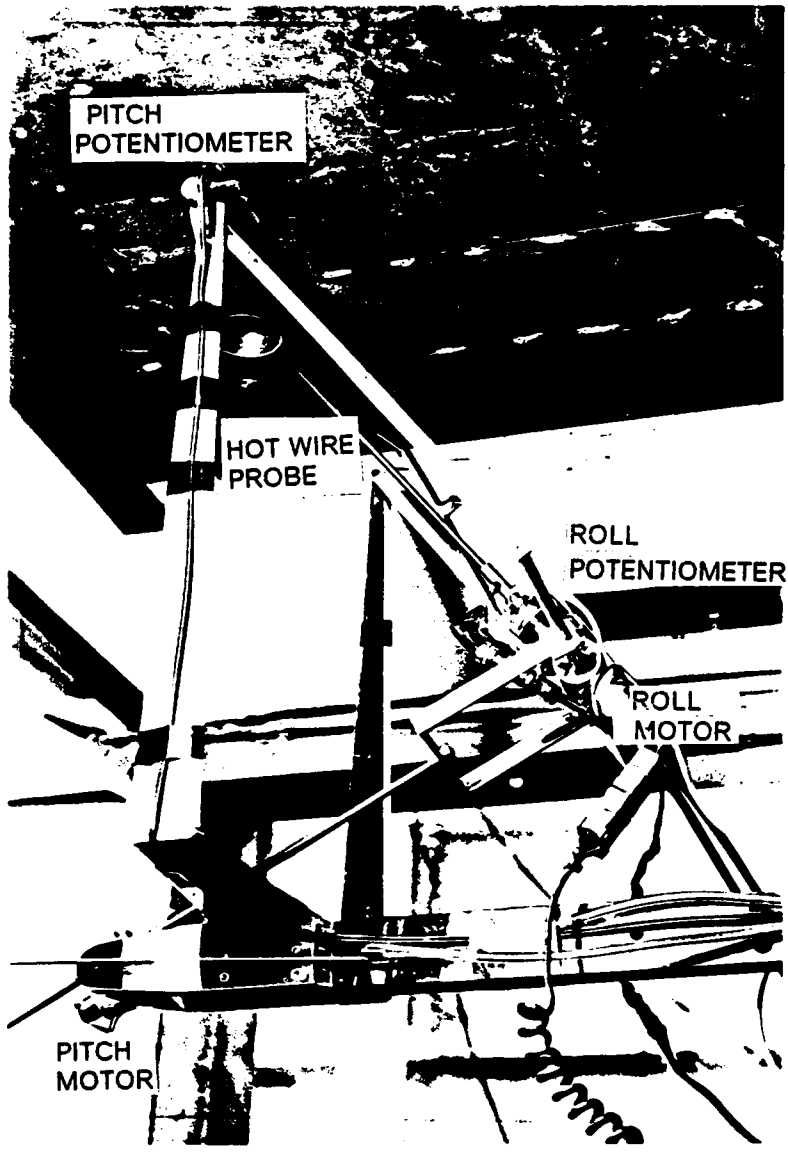 PITCH
POTENTIOMETER
HOT WIRE
PROBE
ROLL
POTENTIOMETER
ROLL
MOTOR
PITCH
MOTOR